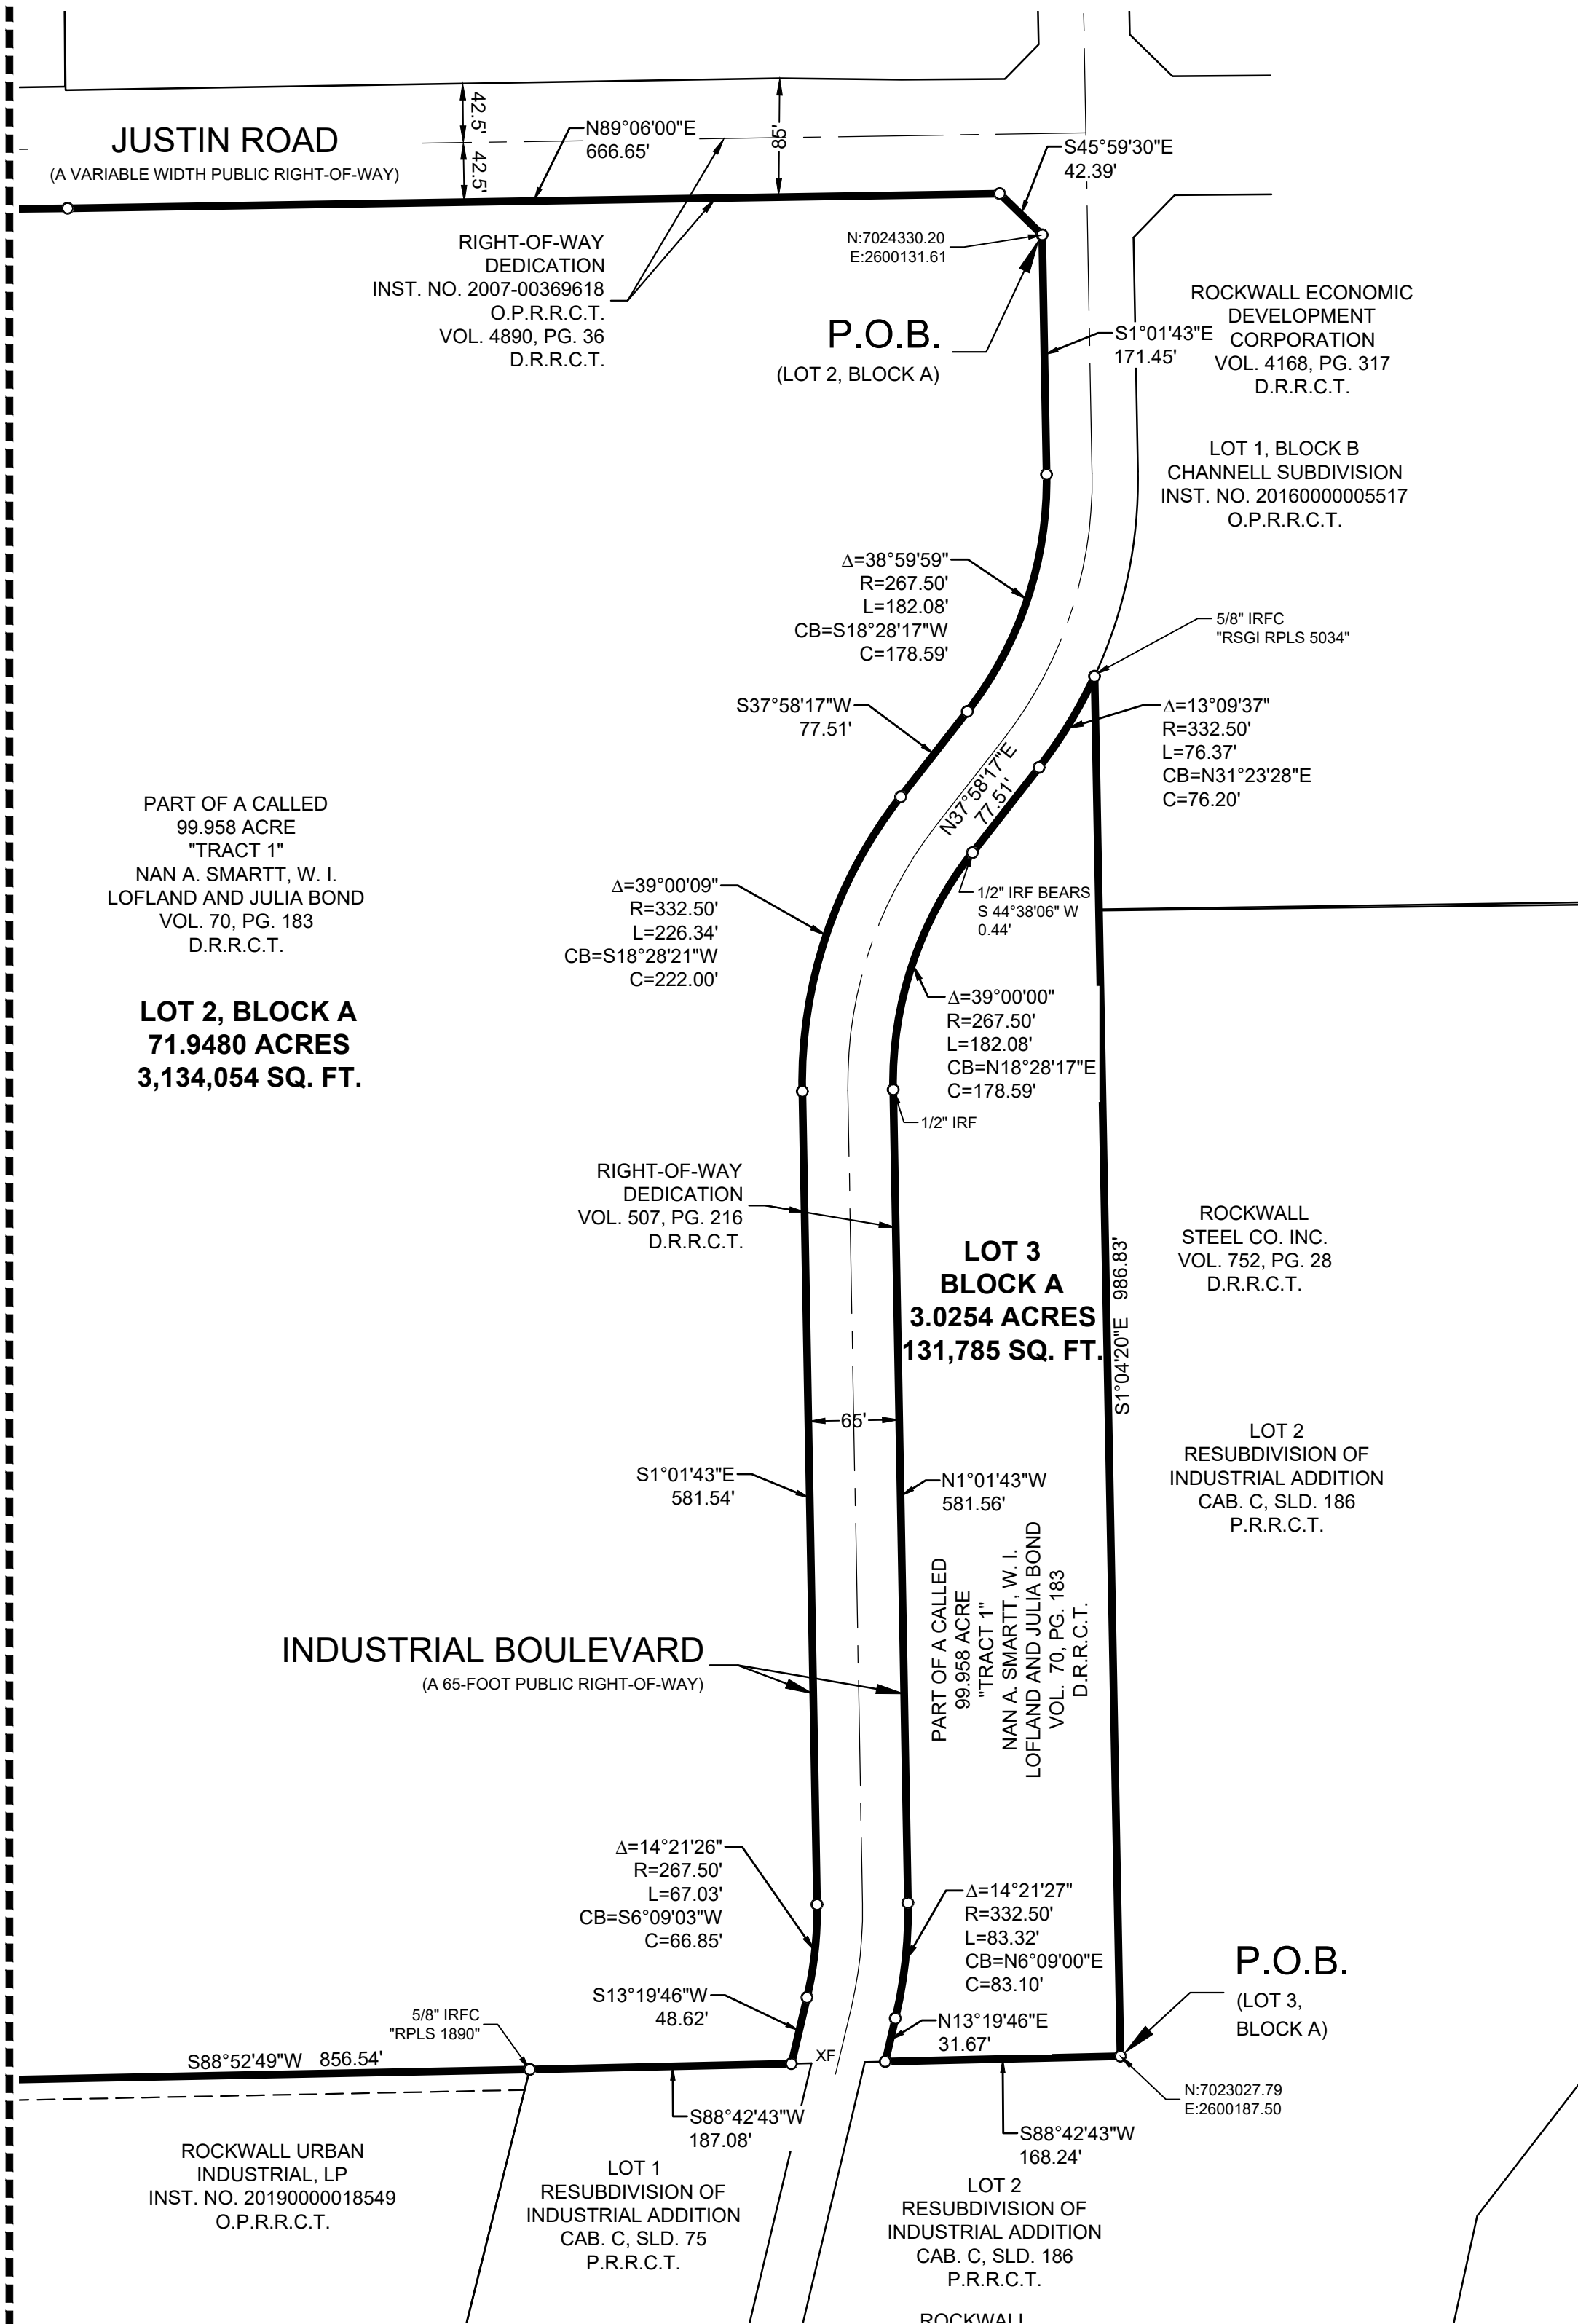 JUSTIN ROAD
(A VARIABLE WIDTH PUBLIC RIGHT-OF-WAY)
42.5'
42.5'
N89°06'00"E
666.65'
85'
S45°59'30"E
42.39'
RIGHT-OF-WAY
DEDICATION
INST. NO. 2007-00369618
O.P.R.R.C.T.
VOL. 4890, PG. 36
D.R.R.C.T.
N:7024330.20
E:2600131.61
P.O.B.
(LOT 2, BLOCK A)
S1°01'43"E
171.45'
ROCKWALL ECONOMIC
DEVELOPMENT
CORPORATION
VOL. 4168, PG. 317
D.R.R.C.T.
LOT 1, BLOCK B
CHANNELL SUBDIVISION
INST. NO. 20160000005517
O.P.R.R.C.T.
Δ=38°59'59"
R=267.50'
L=182.08'
CB=S18°28'17"W
C=178.59'
5/8" IRFC
"RSGI RPLS 5034"
S37°58'17"W
77.51'
N37°58'17"E
77.51'
Δ=13°09'37"
R=332.50'
L=76.37'
CB=N31°23'28"E
C=76.20'
PART OF A CALLED
99.958 ACRE
"TRACT 1"
NAN A. SMARTT, W. I.
LOFLAND AND JULIA BOND
VOL. 70, PG. 183
D.R.R.C.T.
Δ=39°00'09"
R=332.50'
L=226.34'
CB=S18°28'21"W
C=222.00'
1/2" IRF BEARS
S 44°38'06" W
0.44'
LOT 2, BLOCK A
71.9480 ACRES
3,134,054 SQ. FT.
Δ=39°00'00"
R=267.50'
L=182.08'
CB=N18°28'17"E
C=178.59'
1/2" IRF
RIGHT-OF-WAY
DEDICATION
VOL. 507, PG. 216
D.R.R.C.T.
LOT 3
BLOCK A
3.0254 ACRES
131,785 SQ. FT.
S1°04'20"E 986.83'
ROCKWALL
STEEL CO. INC.
VOL. 752, PG. 28
D.R.R.C.T.
65'
LOT 2
RESUBDIVISION OF
INDUSTRIAL ADDITION
CAB. C, SLD. 186
P.R.R.C.T.
S1°01'43"E
581.54'
N1°01'43"W
581.56'
PART OF A CALLED
99.958 ACRE
"TRACT 1"
NAN A. SMARTT, W. I.
LOFLAND AND JULIA BOND
VOL. 70, PG. 183
D.R.R.C.T.
INDUSTRIAL BOULEVARD
(A 65-FOOT PUBLIC RIGHT-OF-WAY)
Δ=14°21'26"
R=267.50'
L=67.03'
CB=S6°09'03"W
C=66.85'
Δ=14°21'27"
R=332.50'
L=83.32'
CB=N6°09'00"E
C=83.10'
P.O.B.
(LOT 3,
BLOCK A)
S13°19'46"W
48.62'
N13°19'46"E
31.67'
5/8" IRFC
"RPLS 1890"
S88°52'49"W 856.54'
XF
N:7023027.79
E:2600187.50
S88°42'43"W
187.08'
S88°42'43"W
168.24'
ROCKWALL URBAN
INDUSTRIAL, LP
INST. NO. 20190000018549
O.P.R.R.C.T.
LOT 1
RESUBDIVISION OF
INDUSTRIAL ADDITION
CAB. C, SLD. 75
P.R.R.C.T.
LOT 2
RESUBDIVISION OF
INDUSTRIAL ADDITION
CAB. C, SLD. 186
P.R.R.C.T.
ROCKWALL